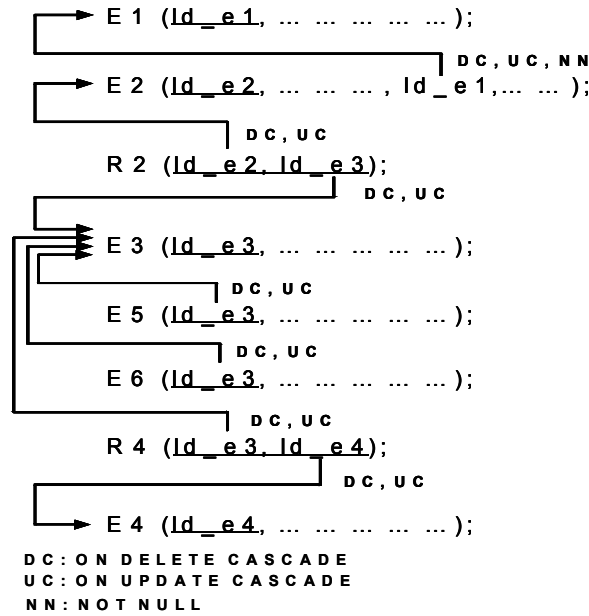 E1 (Id_e1, ... ... ... ... ...);
DC, UC, NN
E2 (Id_e2, ... ... ... , Id_e1,... ...);
DC, UC
R2 (Id_e2, Id_e3);
DC, UC
E3 (Id_e3, ... ... ... ... ...);
DC, UC
E5 (Id_e3, ... ... ... ... ...);
DC, UC
E6 (Id_e3, ... ... ... ... ...);
DC, UC
R4 (Id_e3, Id_e4);
DC, UC
E4 (Id_e4, ... ... ... ... ...);
DC: ON DELETE CASCADE
UC: ON UPDATE CASCADE
NN: NOT NULL